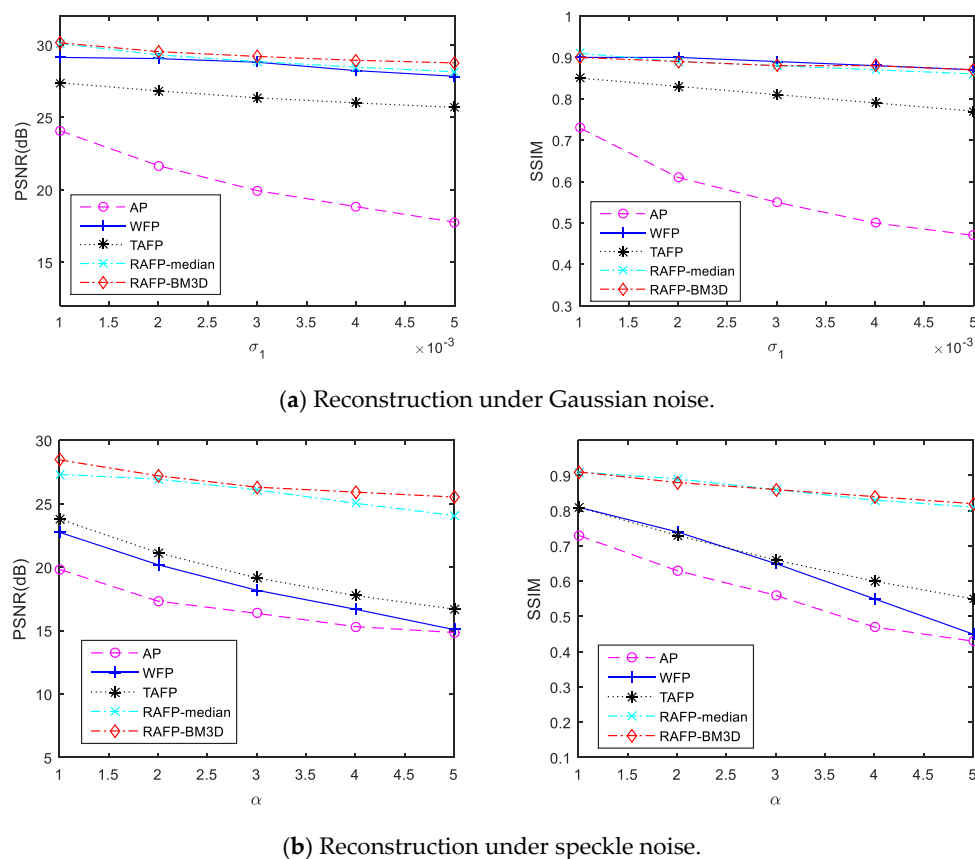 30
25
20
15
PSNR(dB)
AP
WFP
TAFP
RAFP-median
RAFP-BM3D
1 1.5 2 2.5 3 3.5 4 4.5 5
σ1
× 10-3
1
0.9
0.8
0.7
0.6
0.5
0.4
0.3
SSIM
AP
WFP
TAFP
RAFP-median
RAFP-BM3D
1 1.5 2 2.5 3 3.5 4 4.5 5
σ1
× 10-3
(a) Reconstruction under Gaussian noise.
30
25
20
15
10
5
PSNR(dB)
AP
WFP
TAFP
RAFP-median
RAFP-BM3D
1 1.5 2 2.5 3 3.5 4 4.5 5
α
0.9
0.8
0.7
0.6
0.5
0.4
0.3
0.2
0.1
SSIM
AP
WFP
TAFP
RAFP-median
RAFP-BM3D
1 1.5 2 2.5 3 3.5 4 4.5 5
α
(b) Reconstruction under speckle noise.